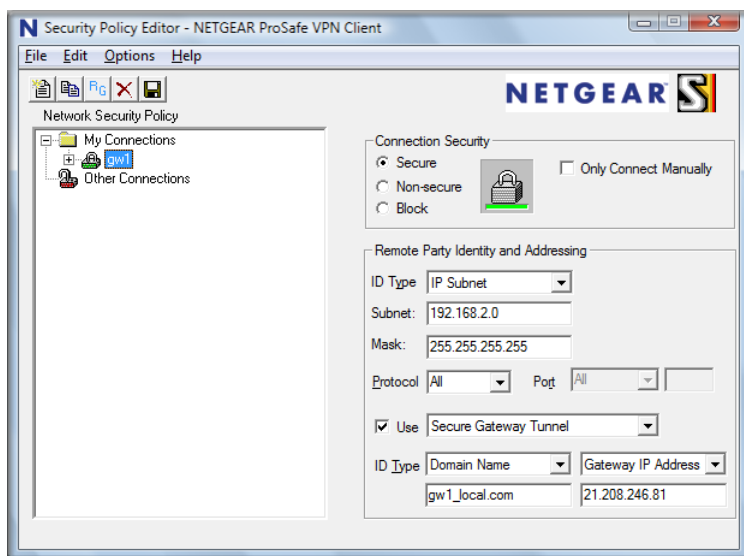 Security Policy Editor - NETGEAR ProSafe VPN Client
File Edit Options Help
NETGEAR
Network Security Policy
My Connections
gw1
Other Connections
Connection Security
Secure
Non-secure
Block
Only Connect Manually
Remote Party Identity and Addressing
ID Type IP Subnet
Subnet: 192.168.2.0
Mask: 255.255.255.255
Protocol All Port All
Use Secure Gateway Tunnel
ID Type Domain Name Gateway IP Address
gw1_local.com 21.208.246.81